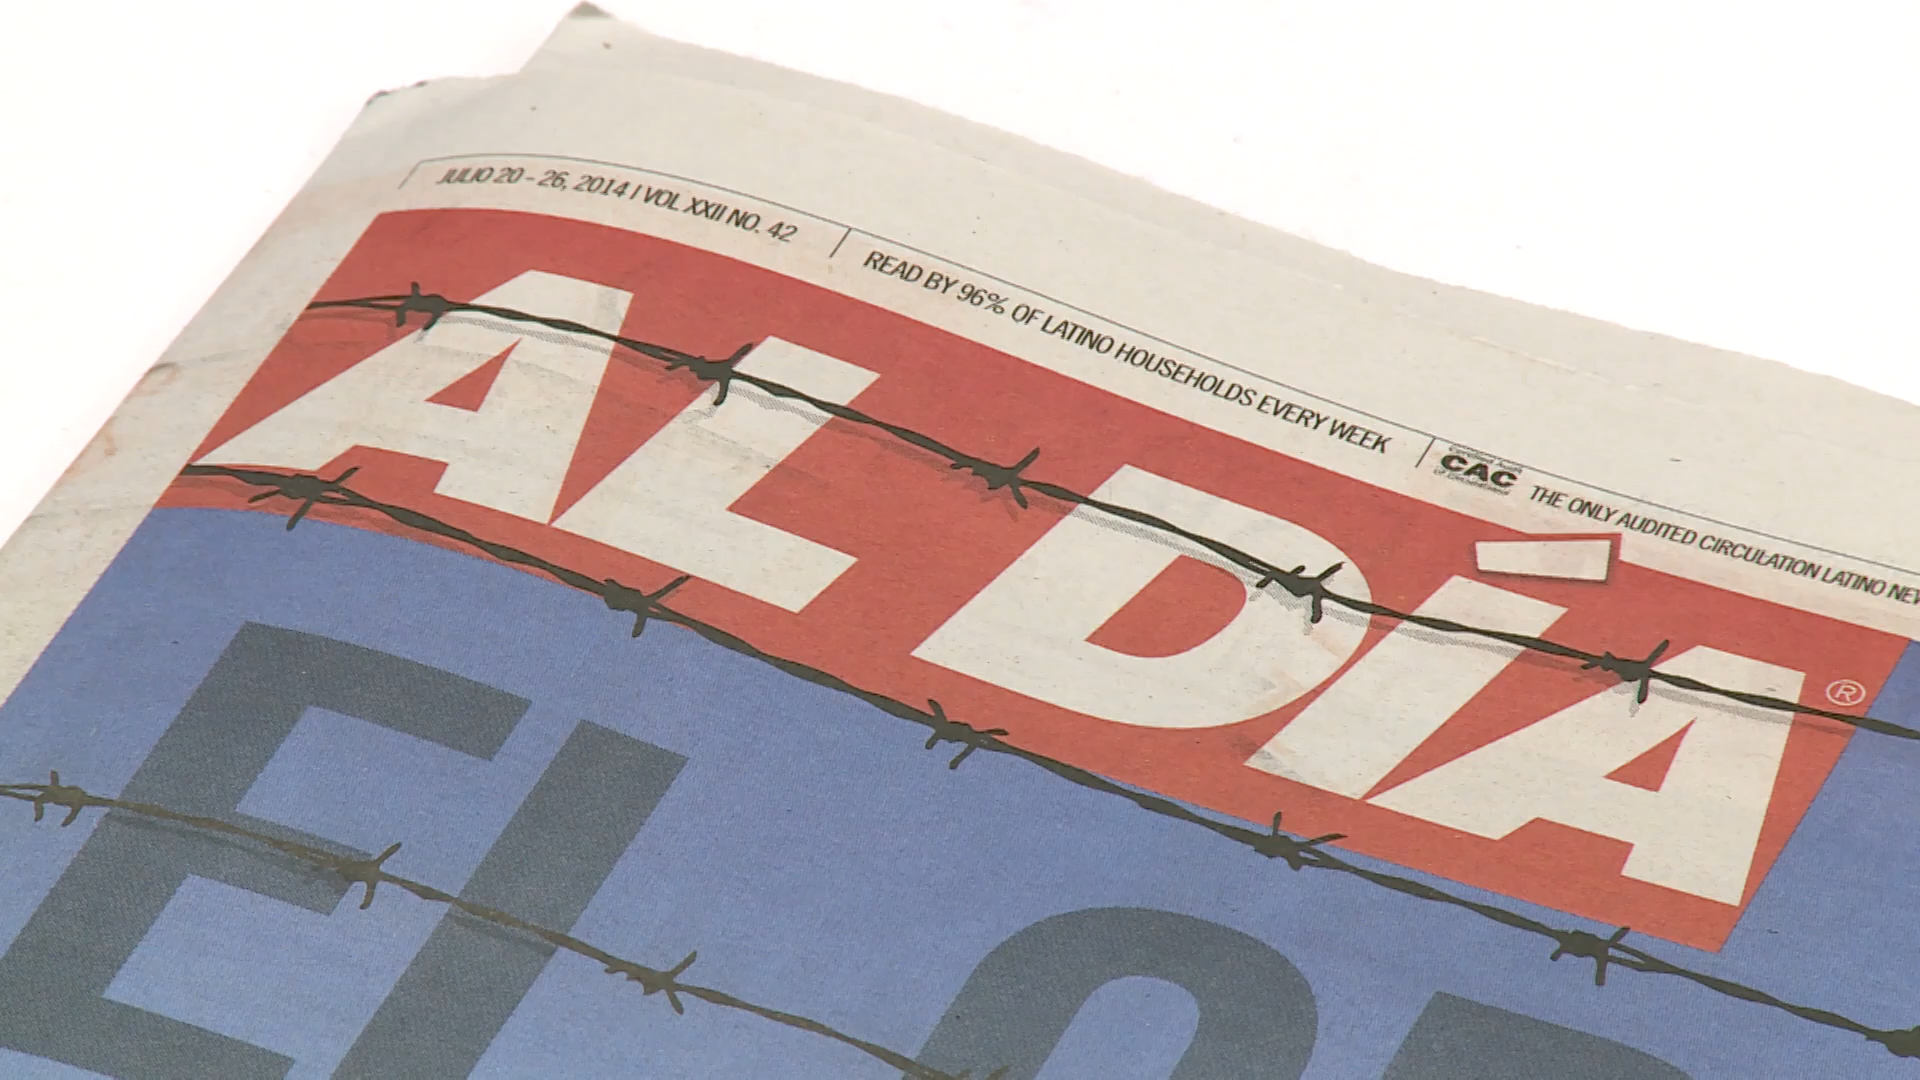 JULIO 20 - 26, 2014 / VOL XXII NO. 42
READ BY 96% OF LATINO HOUSEHOLDS EVERY WEEK
CAC
THE ONLY AUDITED CIRCULATION LATINO
AL DÍA ®
EL